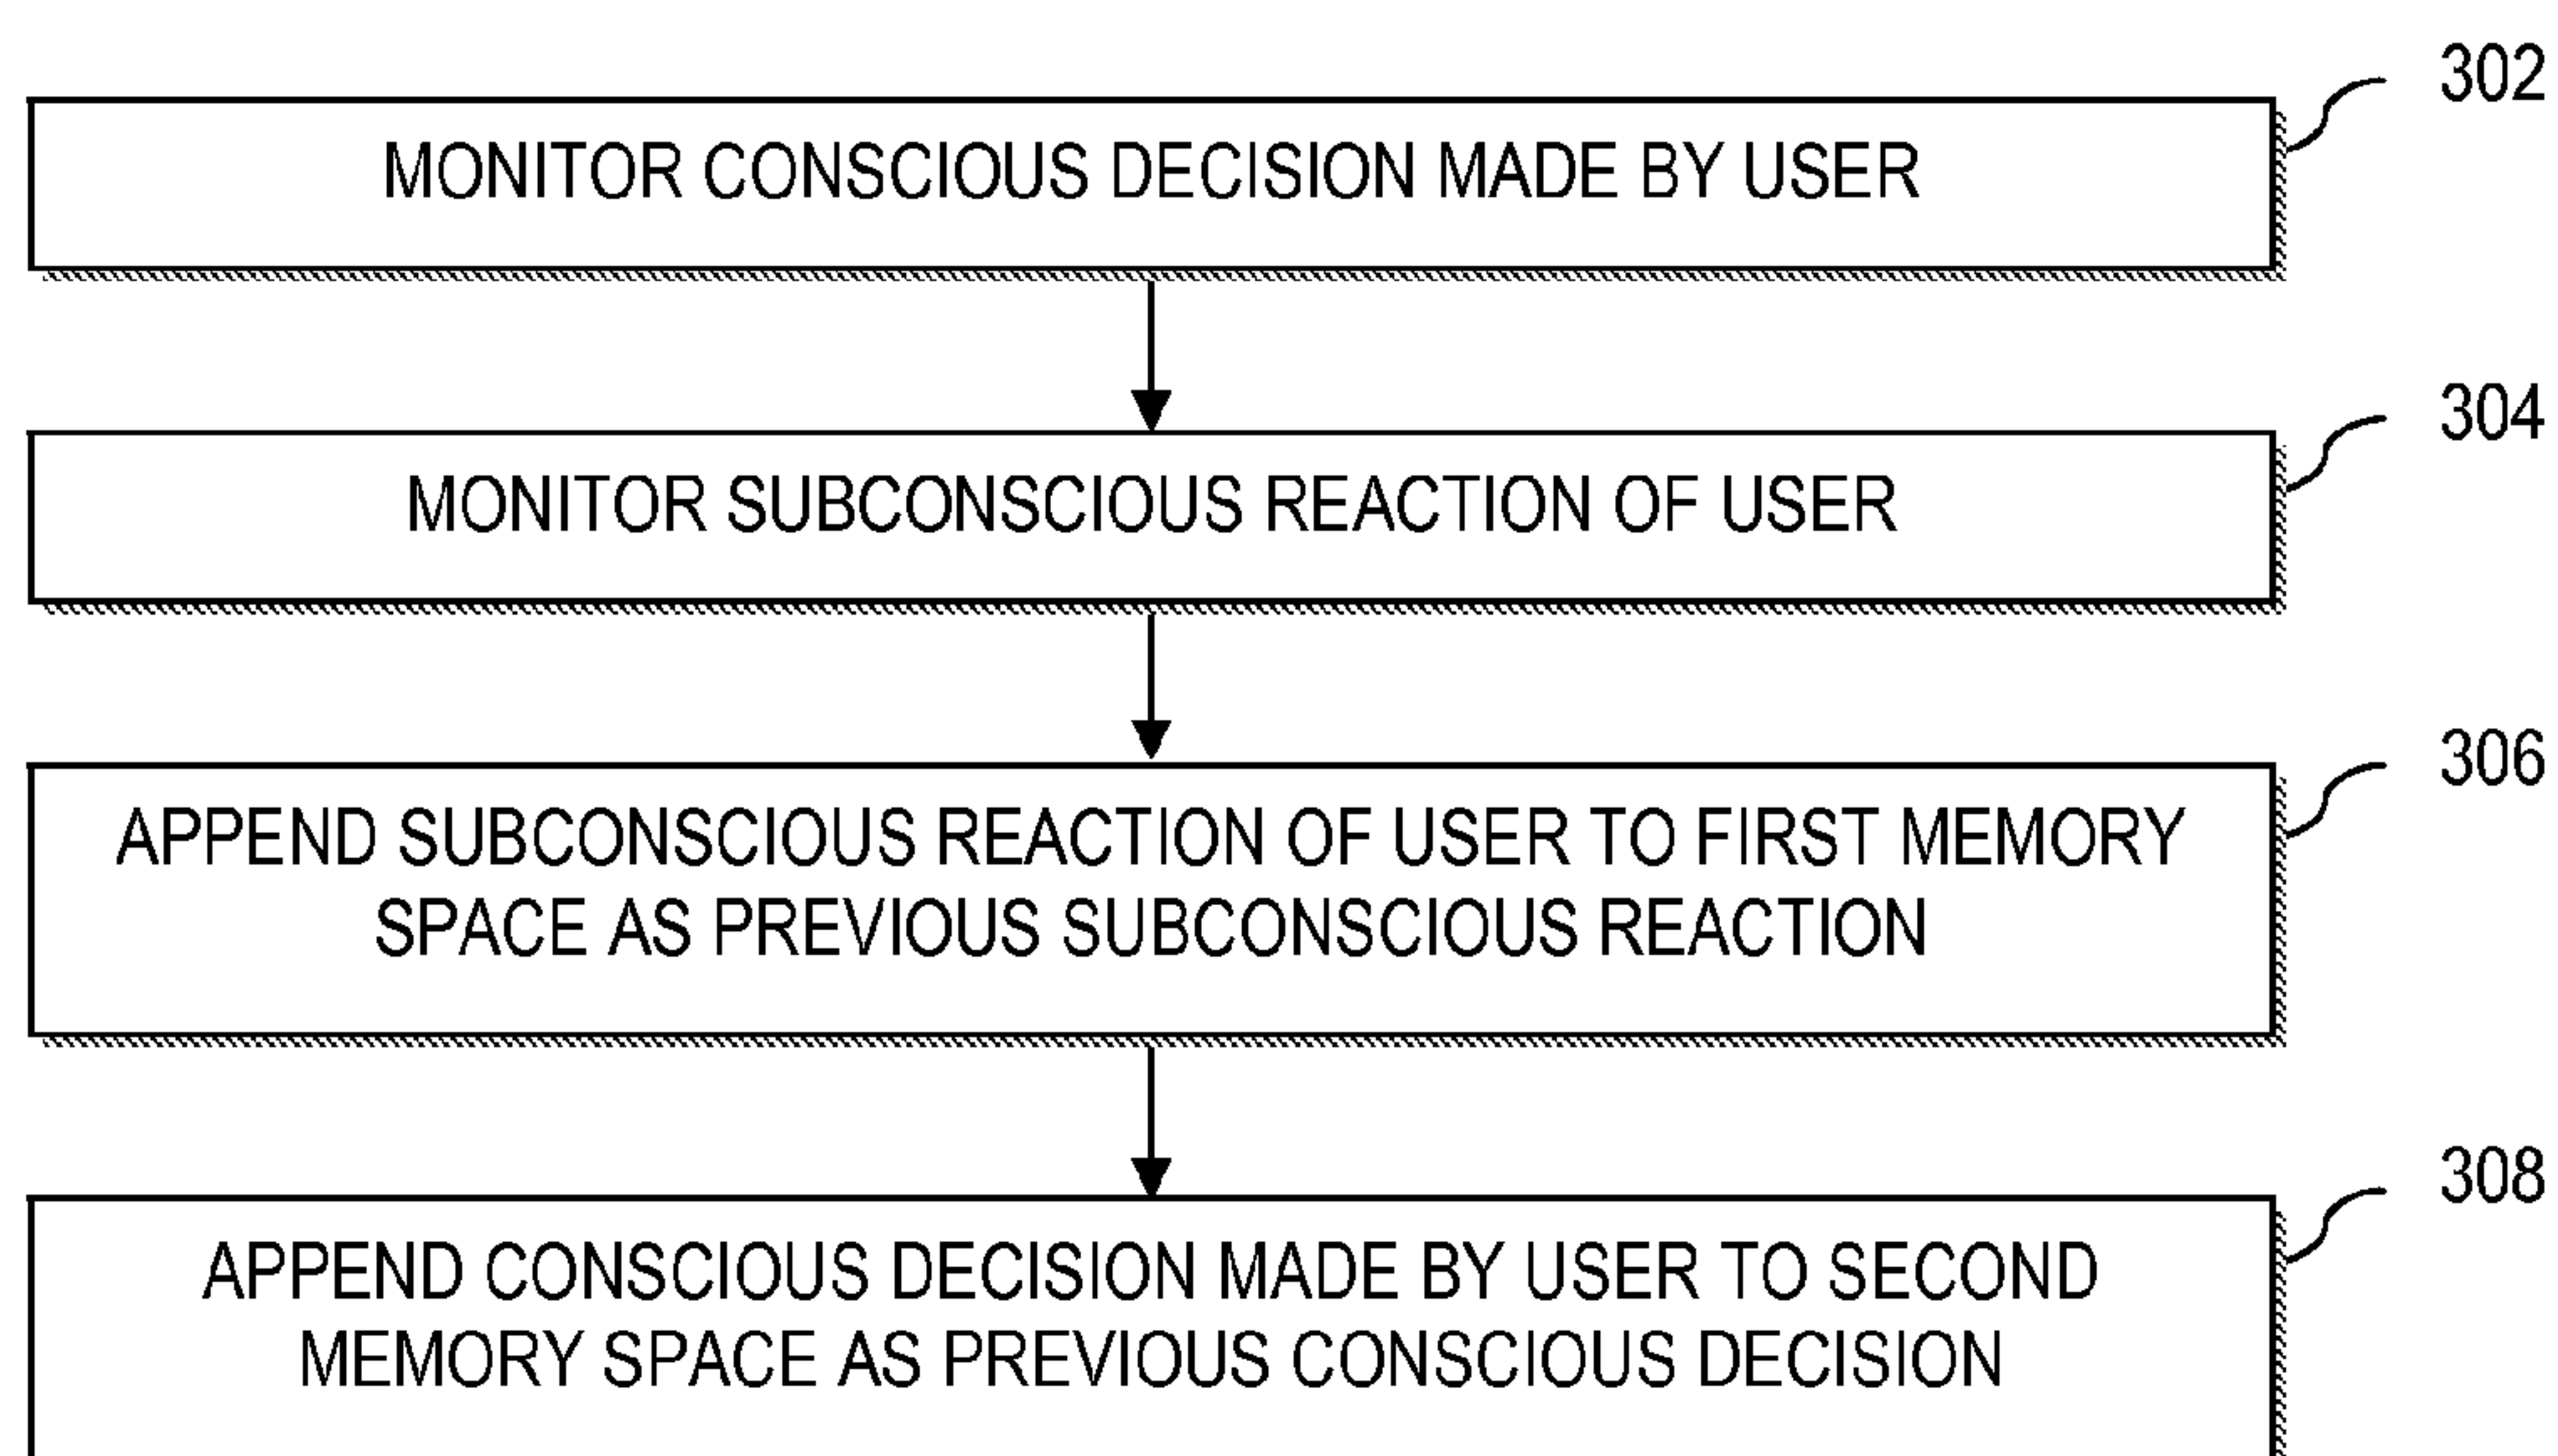 302
MONITOR CONSCIOUS DECISION MADE BY USER
304
MONITOR SUBCONSCIOUS REACTION OF USER
306
APPEND SUBCONSCIOUS REACTION OF USER TO FIRST MEMORY
SPACE AS PREVIOUS SUBCONSCIOUS REACTION
308
APPEND CONSCIOUS DECISION MADE BY USER TO SECOND
MEMORY SPACE AS PREVIOUS CONSCIOUS DECISION